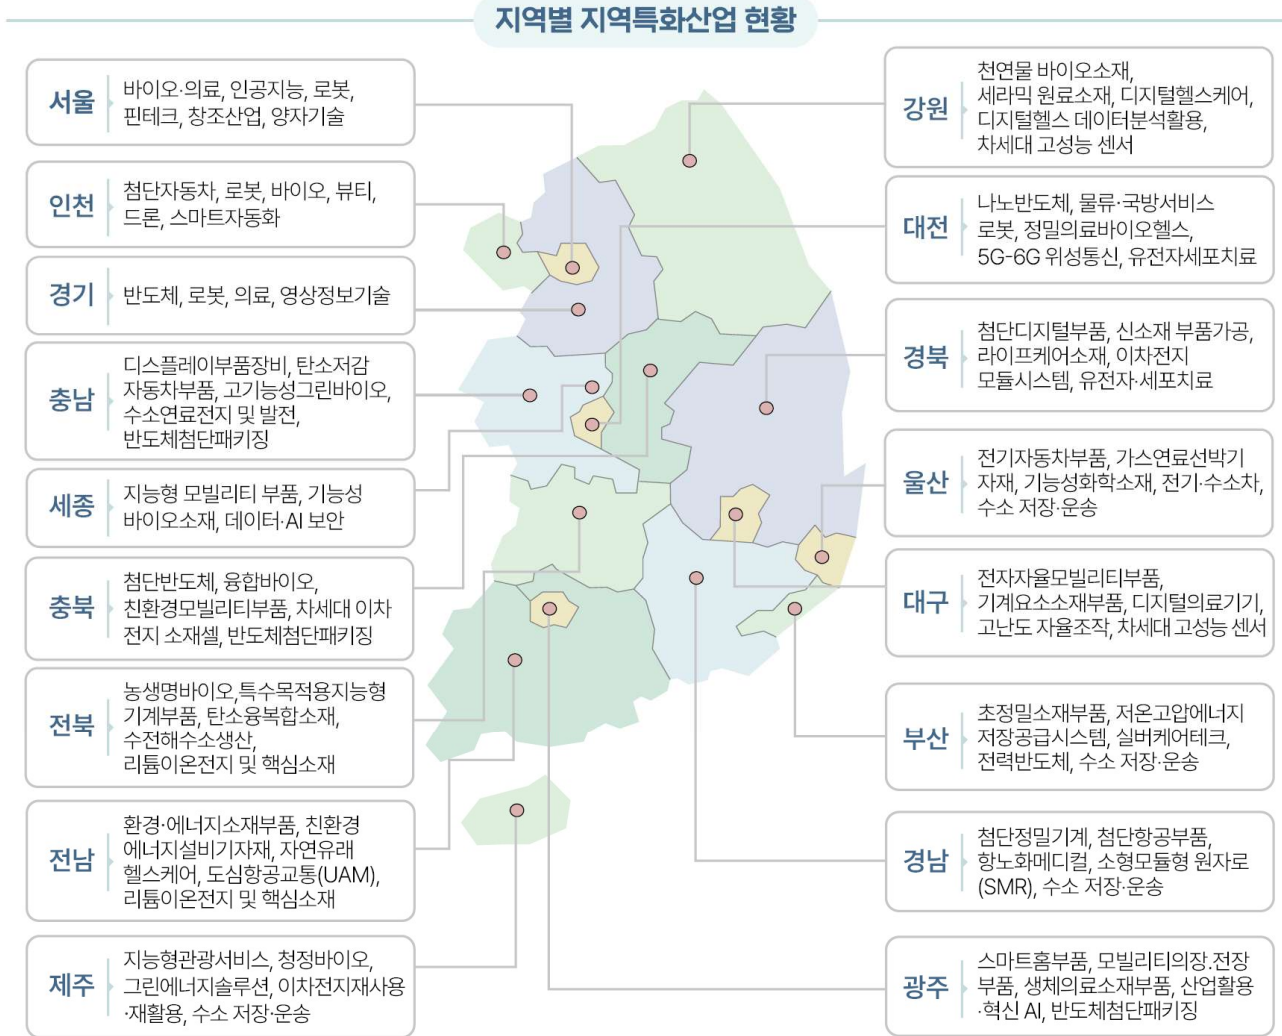 지역별 지역특화산업 현황
서울
바이오·의료, 인공지능, 로봇,
핀테크, 창조산업, 양자기술
인천
첨단자동차, 로봇, 바이오, 뷰티,
드론, 스마트자동화
경기
반도체, 로봇, 의료, 영상정보기술
충남
디스플레이부품장비, 탄소저감
자동차부품, 고기능성그린바이오,
수소연료전지 및 발전,
반도체첨단패키징
세종
지능형 모빌리티 부품, 기능성
바이오소재, 데이터·AI 보안
충북
첨단반도체, 융합바이오,
친환경모빌리티부품, 차세대 이차
전지 소재셀, 반도체첨단패키징
전북
농생명바이오,특수목적용지능형
기계부품, 탄소융복합소재,
수전해수소생산,
리튬이온전지 및 핵심소재
전남
환경·에너지소재부품, 친환경
에너지설비기자재, 자연유래
헬스케어, 도심항공교통(UAM),
리튬이온전지 및 핵심소재
제주
지능형관광서비스, 청정바이오,
그린에너지솔루션, 이차전지재사용
·재활용, 수소 저장·운송
강원
천연물 바이오소재,
세라믹 원료소재, 디지털헬스케어,
디지털헬스 데이터분석활용,
차세대 고성능 센서
대전
나노반도체, 물류·국방서비스
로봇, 정밀의료바이오헬스,
5G-6G 위성통신, 유전자세포치료
경북
첨단디지털부품, 신소재 부품가공,
라이프케어소재, 이차전지
모듈시스템, 유전자·세포치료
울산
전기자동차부품, 가스연료선박기
자재, 기능성화학소재, 전기·수소차,
수소 저장·운송
대구
전자자율모빌리티부품,
기계요소소재부품, 디지털의료기기,
고난도 자율조작, 차세대 고성능 센서
부산
초정밀소재부품, 저온고압에너지
저장공급시스템, 실버케어테크,
전력반도체, 수소 저장·운송
경남
첨단정밀기계, 첨단항공부품,
항노화메디컬, 소형모듈형 원자로
(SMR), 수소 저장·운송
광주
스마트홈부품, 모빌리티의장.전장
부품, 생체의료소재부품, 산업활용
·혁신 AI, 반도체첨단패키징